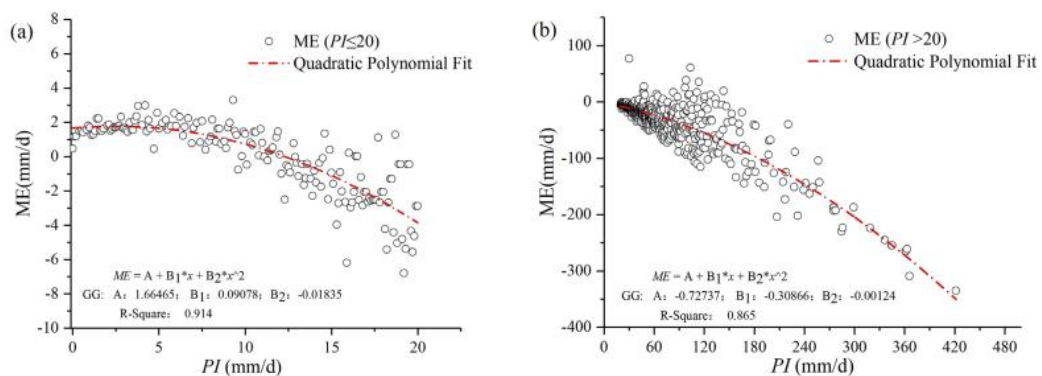 (a)
ME (PI≤20)
Quadratic Polynomial Fit
ME(mm/d)
8
6
4
2
0
-2
-4
-6
-8
-10
ME = A + B1*x + B2*x^2
GG: A: 1.66465; B1: 0.09078; B2: -0.01835
R-Square: 0.914
0 5 10 15 20
PI (mm/d)
(b)
ME (PI >20)
Quadratic Polynomial Fit
ME(mm/d)
100
0
-100
-200
-300
-400
ME = A + B1*x + B2*x^2
GG: A: -0.72737; B1: -0.30866; B2: -0.00124
R-Square: 0.865
0 60 120 180 240 300 360 420 480
PI (mm/d)